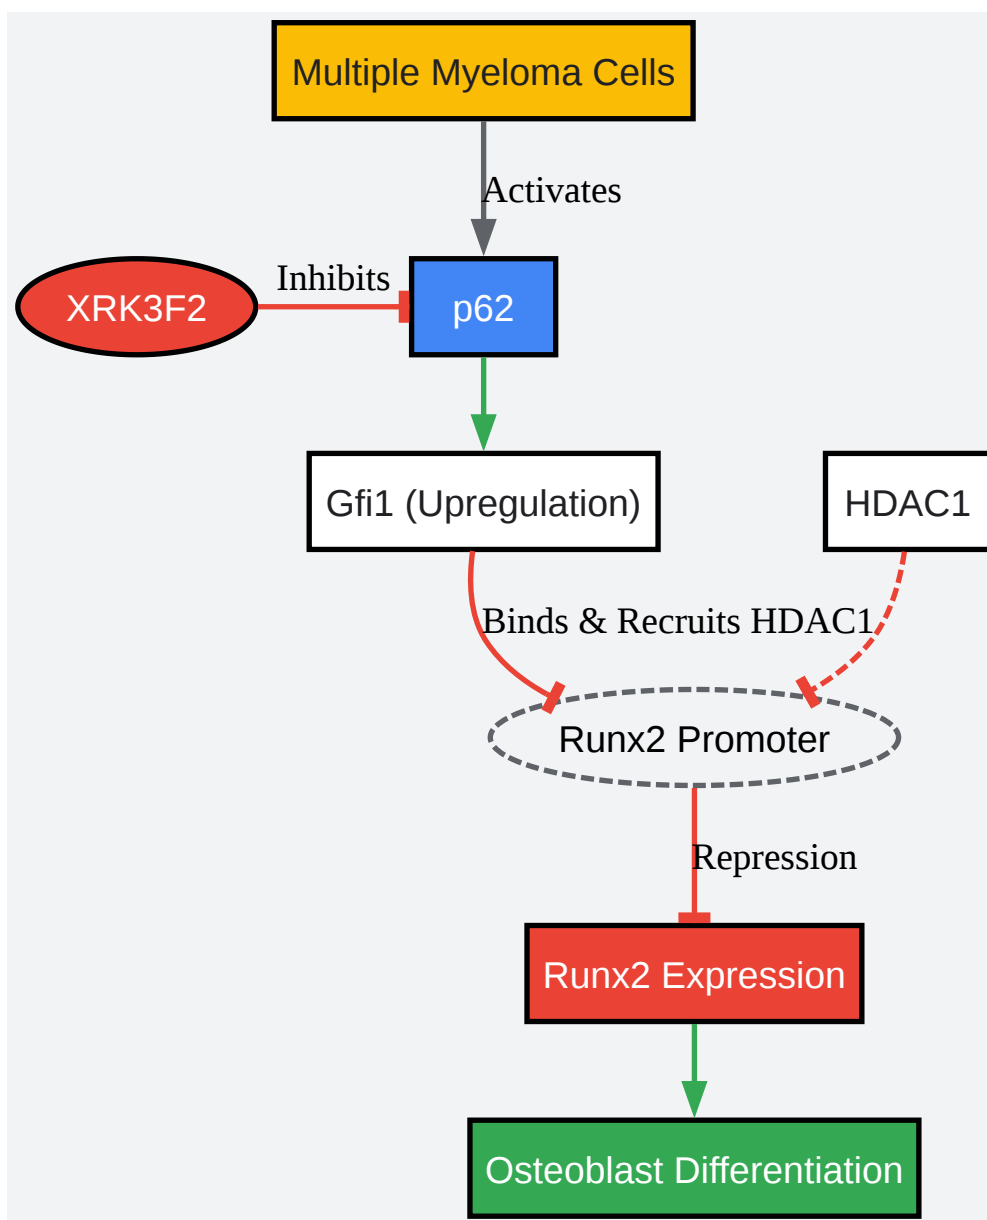 Multiple Myeloma Cells
Activates
Inhibits
XRK3F2
p62
Gfi1 (Upregulation)
HDAC1
Binds & Recruits HDAC1
Runx2 Promoter
Repression
Runx2 Expression
Osteoblast Differentiation